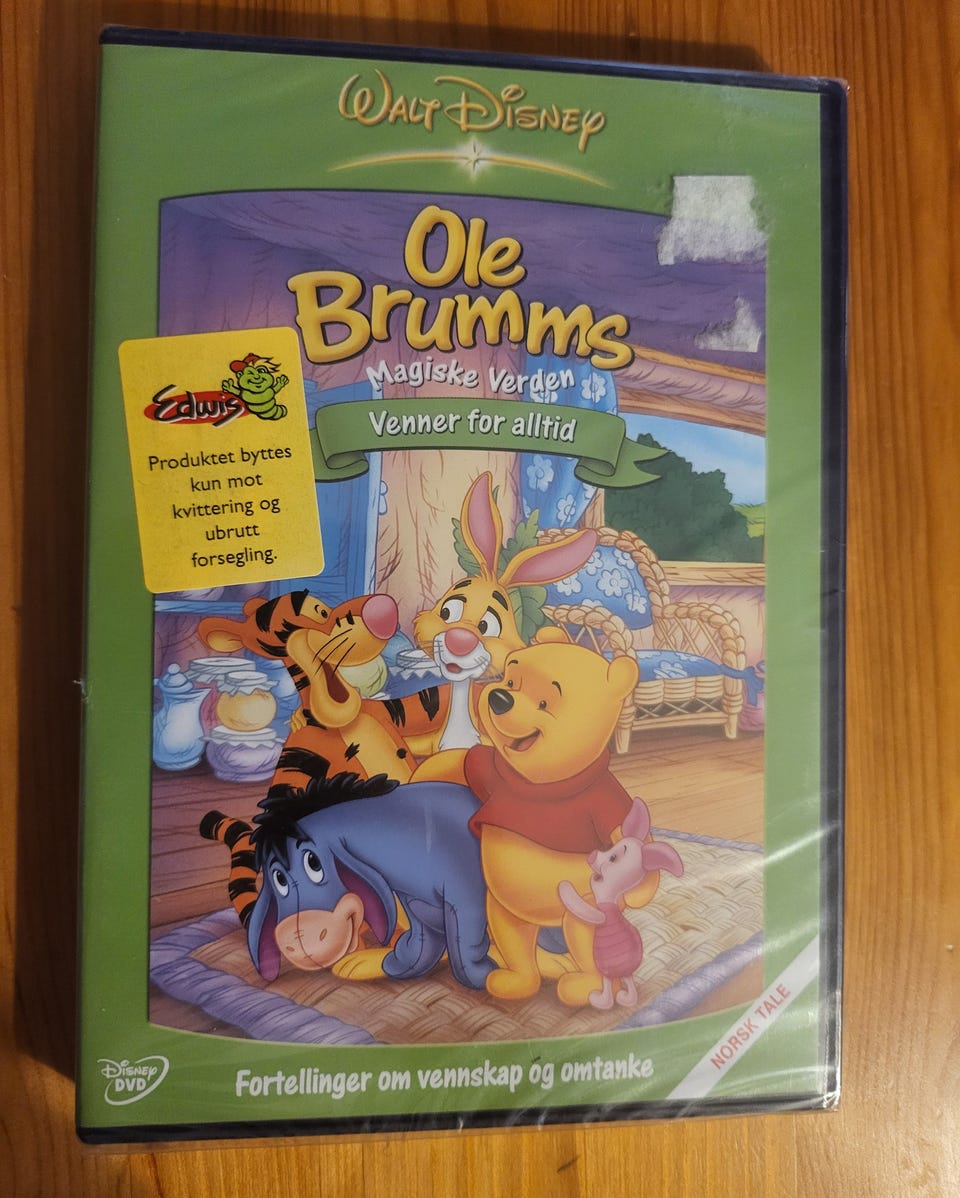 WALT DISNEY
Ole
Brumms
Magiske Verden
Venner for alltid
Edwis
Produktet byttes
kun mot
kvittering og
ubrutt
forsegling.
NORSK TALE
DISNEY
DVD
Fortellinger om vennskap og omtanke